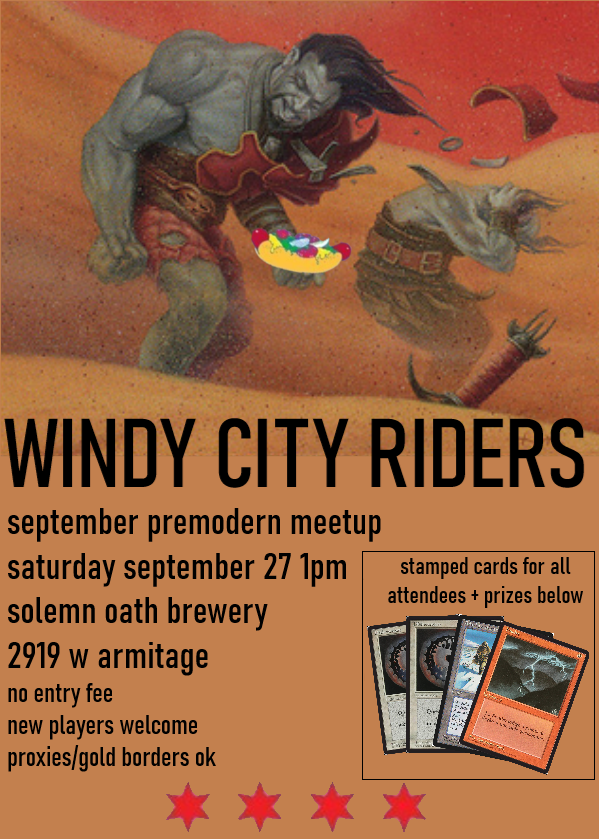 WINDY CITY RIDERS
september premodern meetup
saturday september 27 1pm
solemn oath brewery
2919 w armitage
no entry fee
new players welcome
proxies/gold borders ok
stamped cards for all
attendees + prizes below